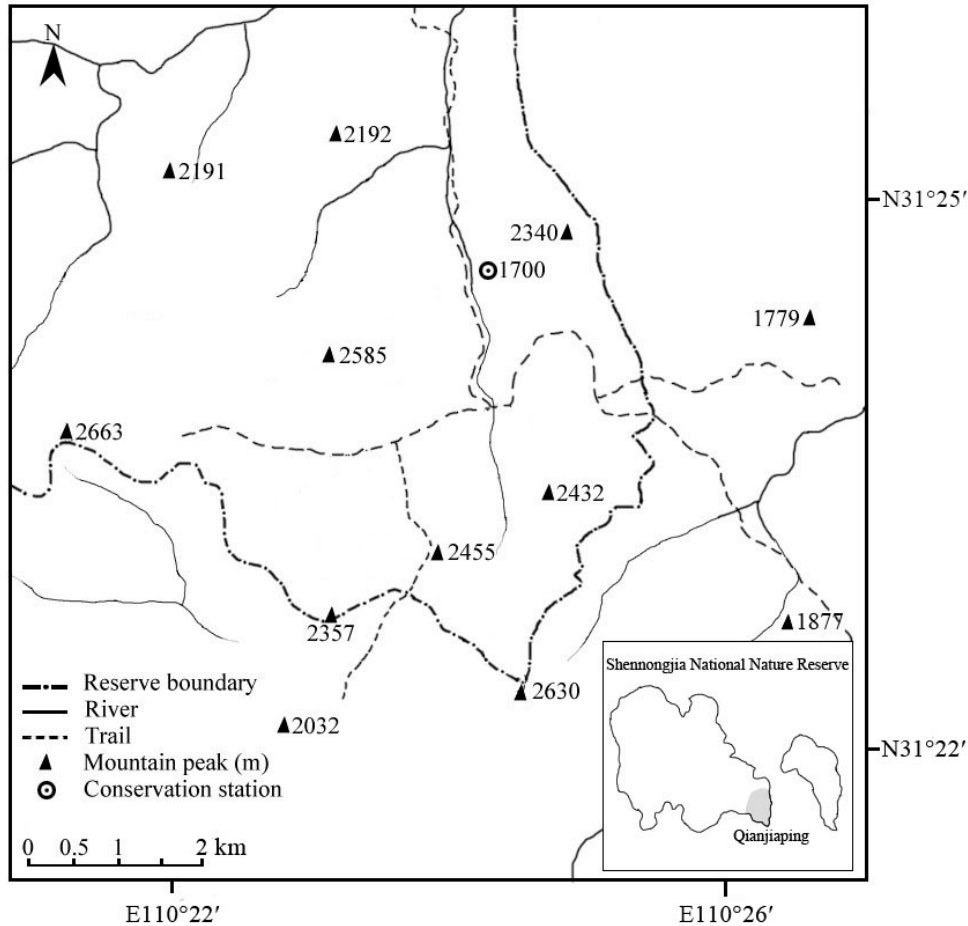 N
2192
2191
N31°25′
2340
1700
1779
2585
2663
2432
2455
2357
1877
Reserve boundary
River
Trail
Mountain peak (m)
Conservation station
2630
2032
0 0.5 1 2 km
Shennongjia National Nature Reserve
Qianjiaping
N31°22′
E110°22′
E110°26′